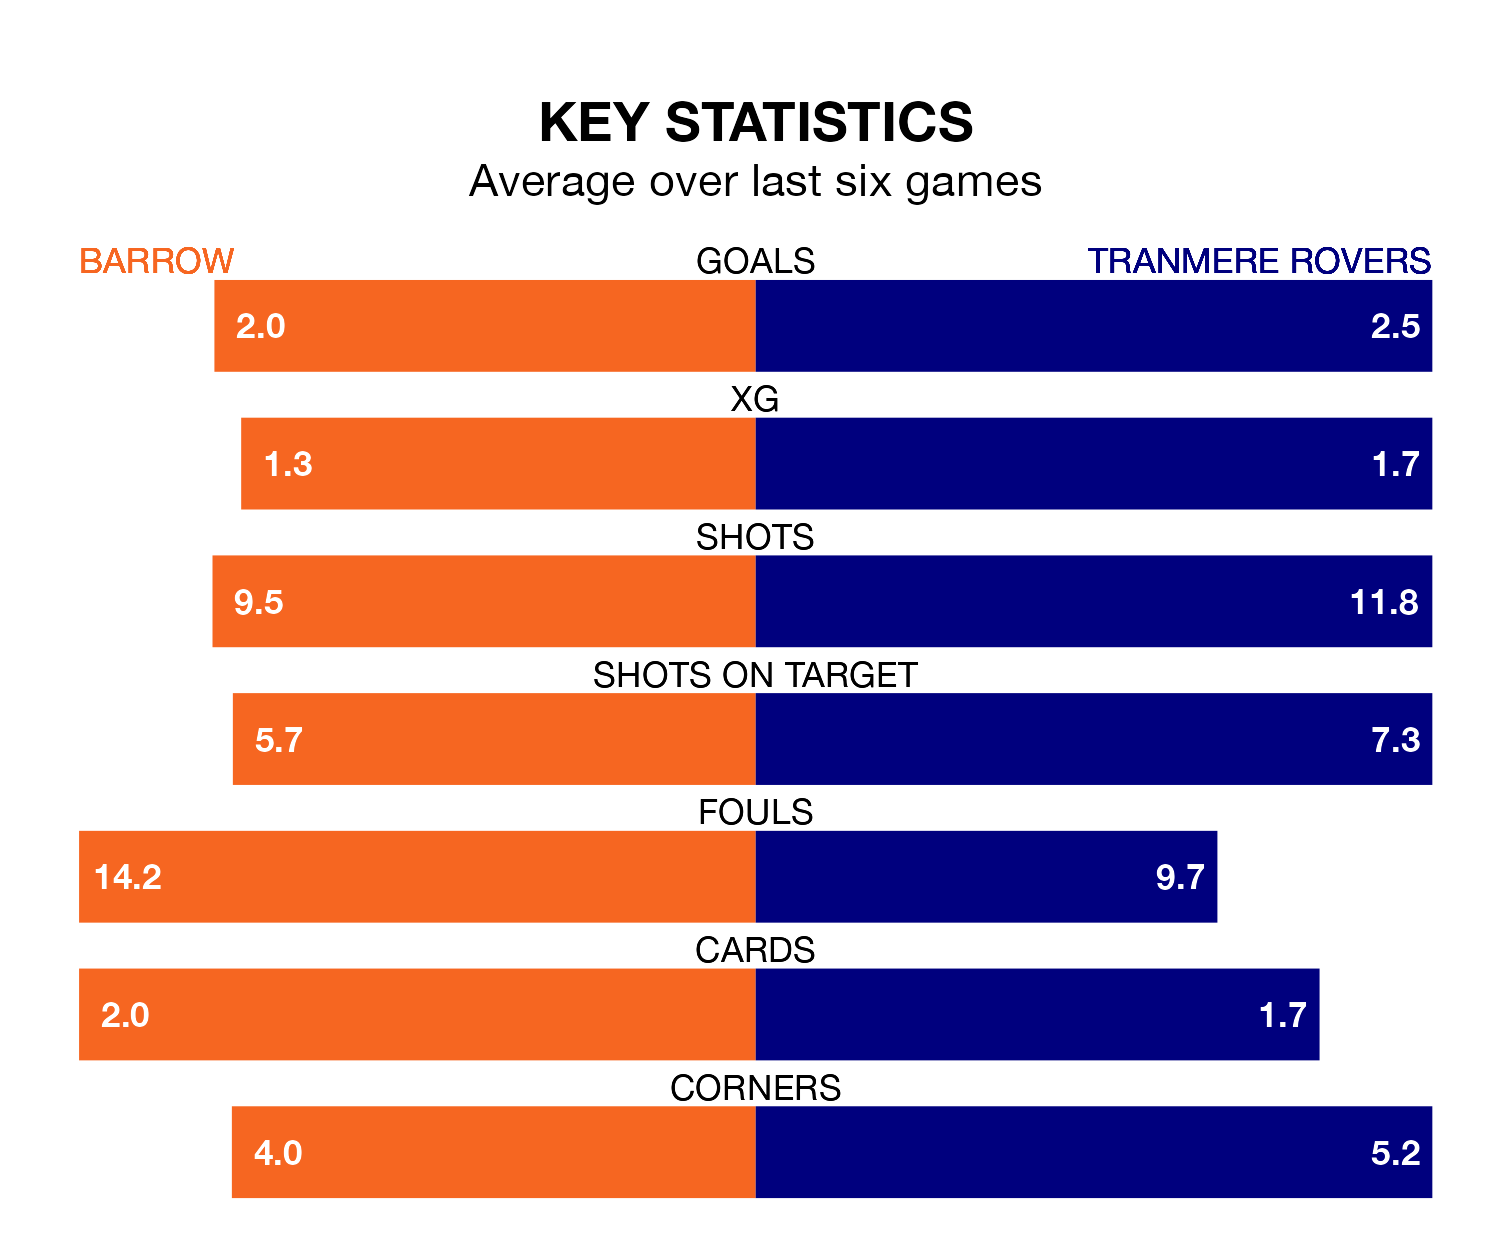 KEY STATISTICS
Average over last six games
BARROW GOALS TRANMERE ROVERS
2.0 2.5
XG
1.3 1.7
SHOTS
9.5 11.8
SHOTS ON TARGET
5.7 7.3
FOULS
14.2 9.7
CARDS
2.0 1.7
CORNERS
4.0 5.2